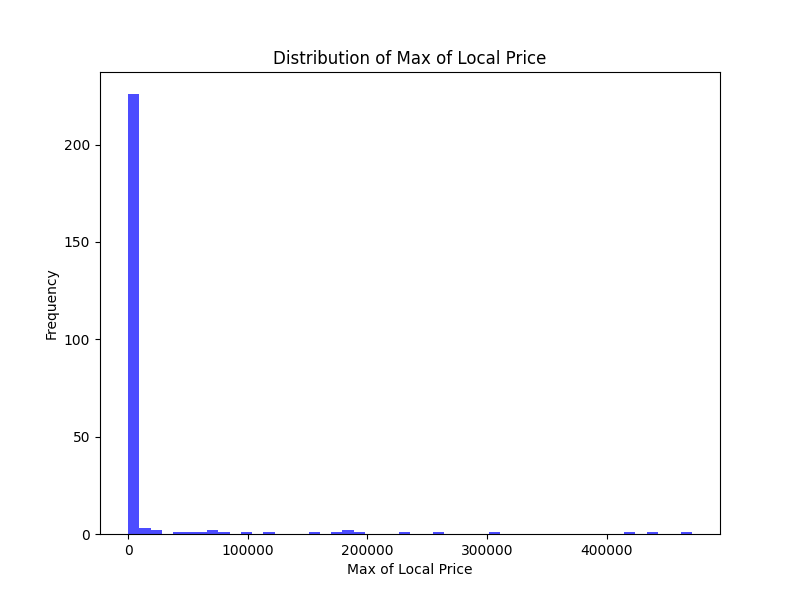 Distribution of Max of Local Price
200
150
100
50
0
Frequency
0 100000 200000 300000 400000
Max of Local Price